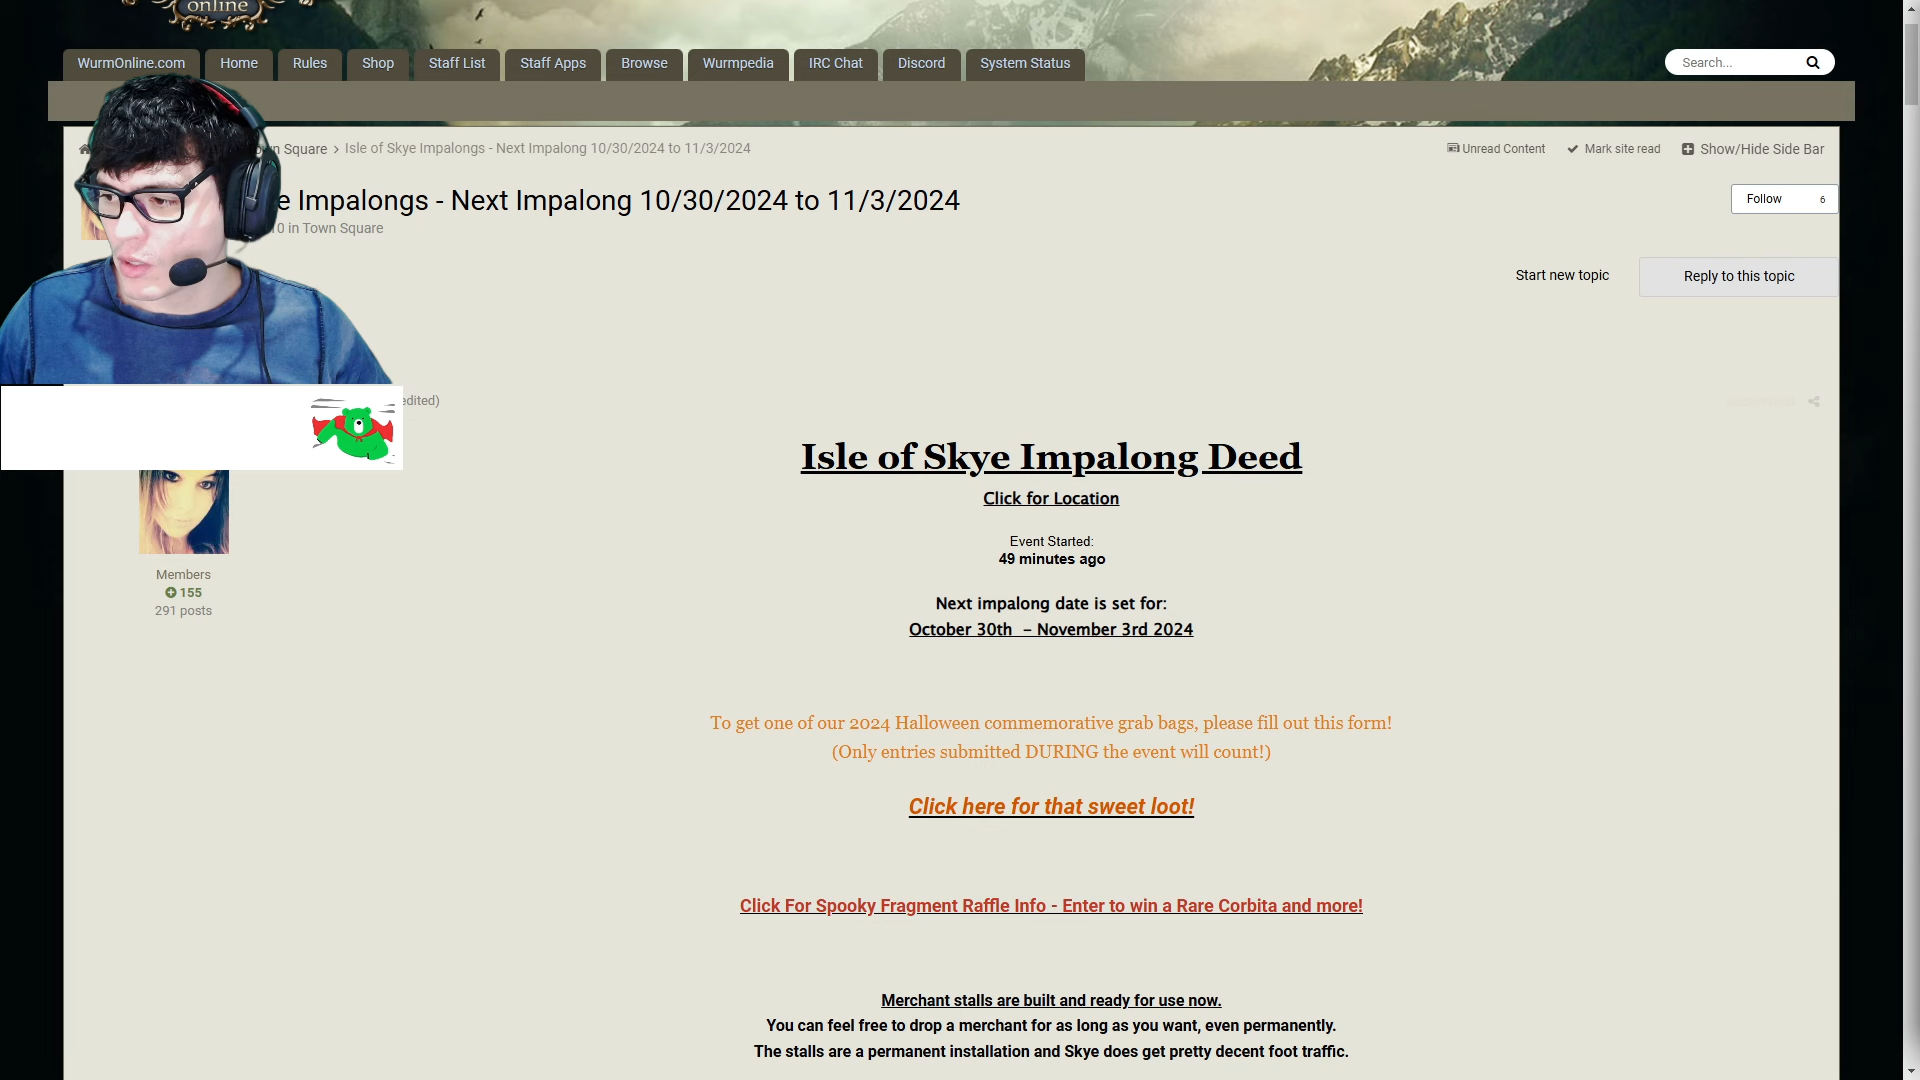 online
WurmOnline.com Home Rules Shop Staff List Staff Apps Browse Wurmpedia IRC Chat Discord System Status Search...
Square > Isle of Skye Impalongs - Next Impalong 10/30/2024 to 11/3/2024 Unread Content Mark site read Show/Hide Side Bar
Impalongs - Next Impalong 10/30/2024 to 11/3/2024
Follow 6
in Town Square
Start new topic Reply to this topic
edited)
Isle of Skye Impalong Deed
Click for Location
Event Started:
49 minutes ago
Members
155
291 posts
Next impalong date is set for:
October 30th – November 3rd 2024
To get one of our 2024 Halloween commemorative grab bags, please fill out this form!
(Only entries submitted DURING the event will count!)
Click here for that sweet loot!
Click For Spooky Fragment Raffle Info - Enter to win a Rare Corbita and more!
Merchant stalls are built and ready for use now.
You can feel free to drop a merchant for as long as you want, even permanently.
The stalls are a permanent installation and Skye does get pretty decent foot traffic.